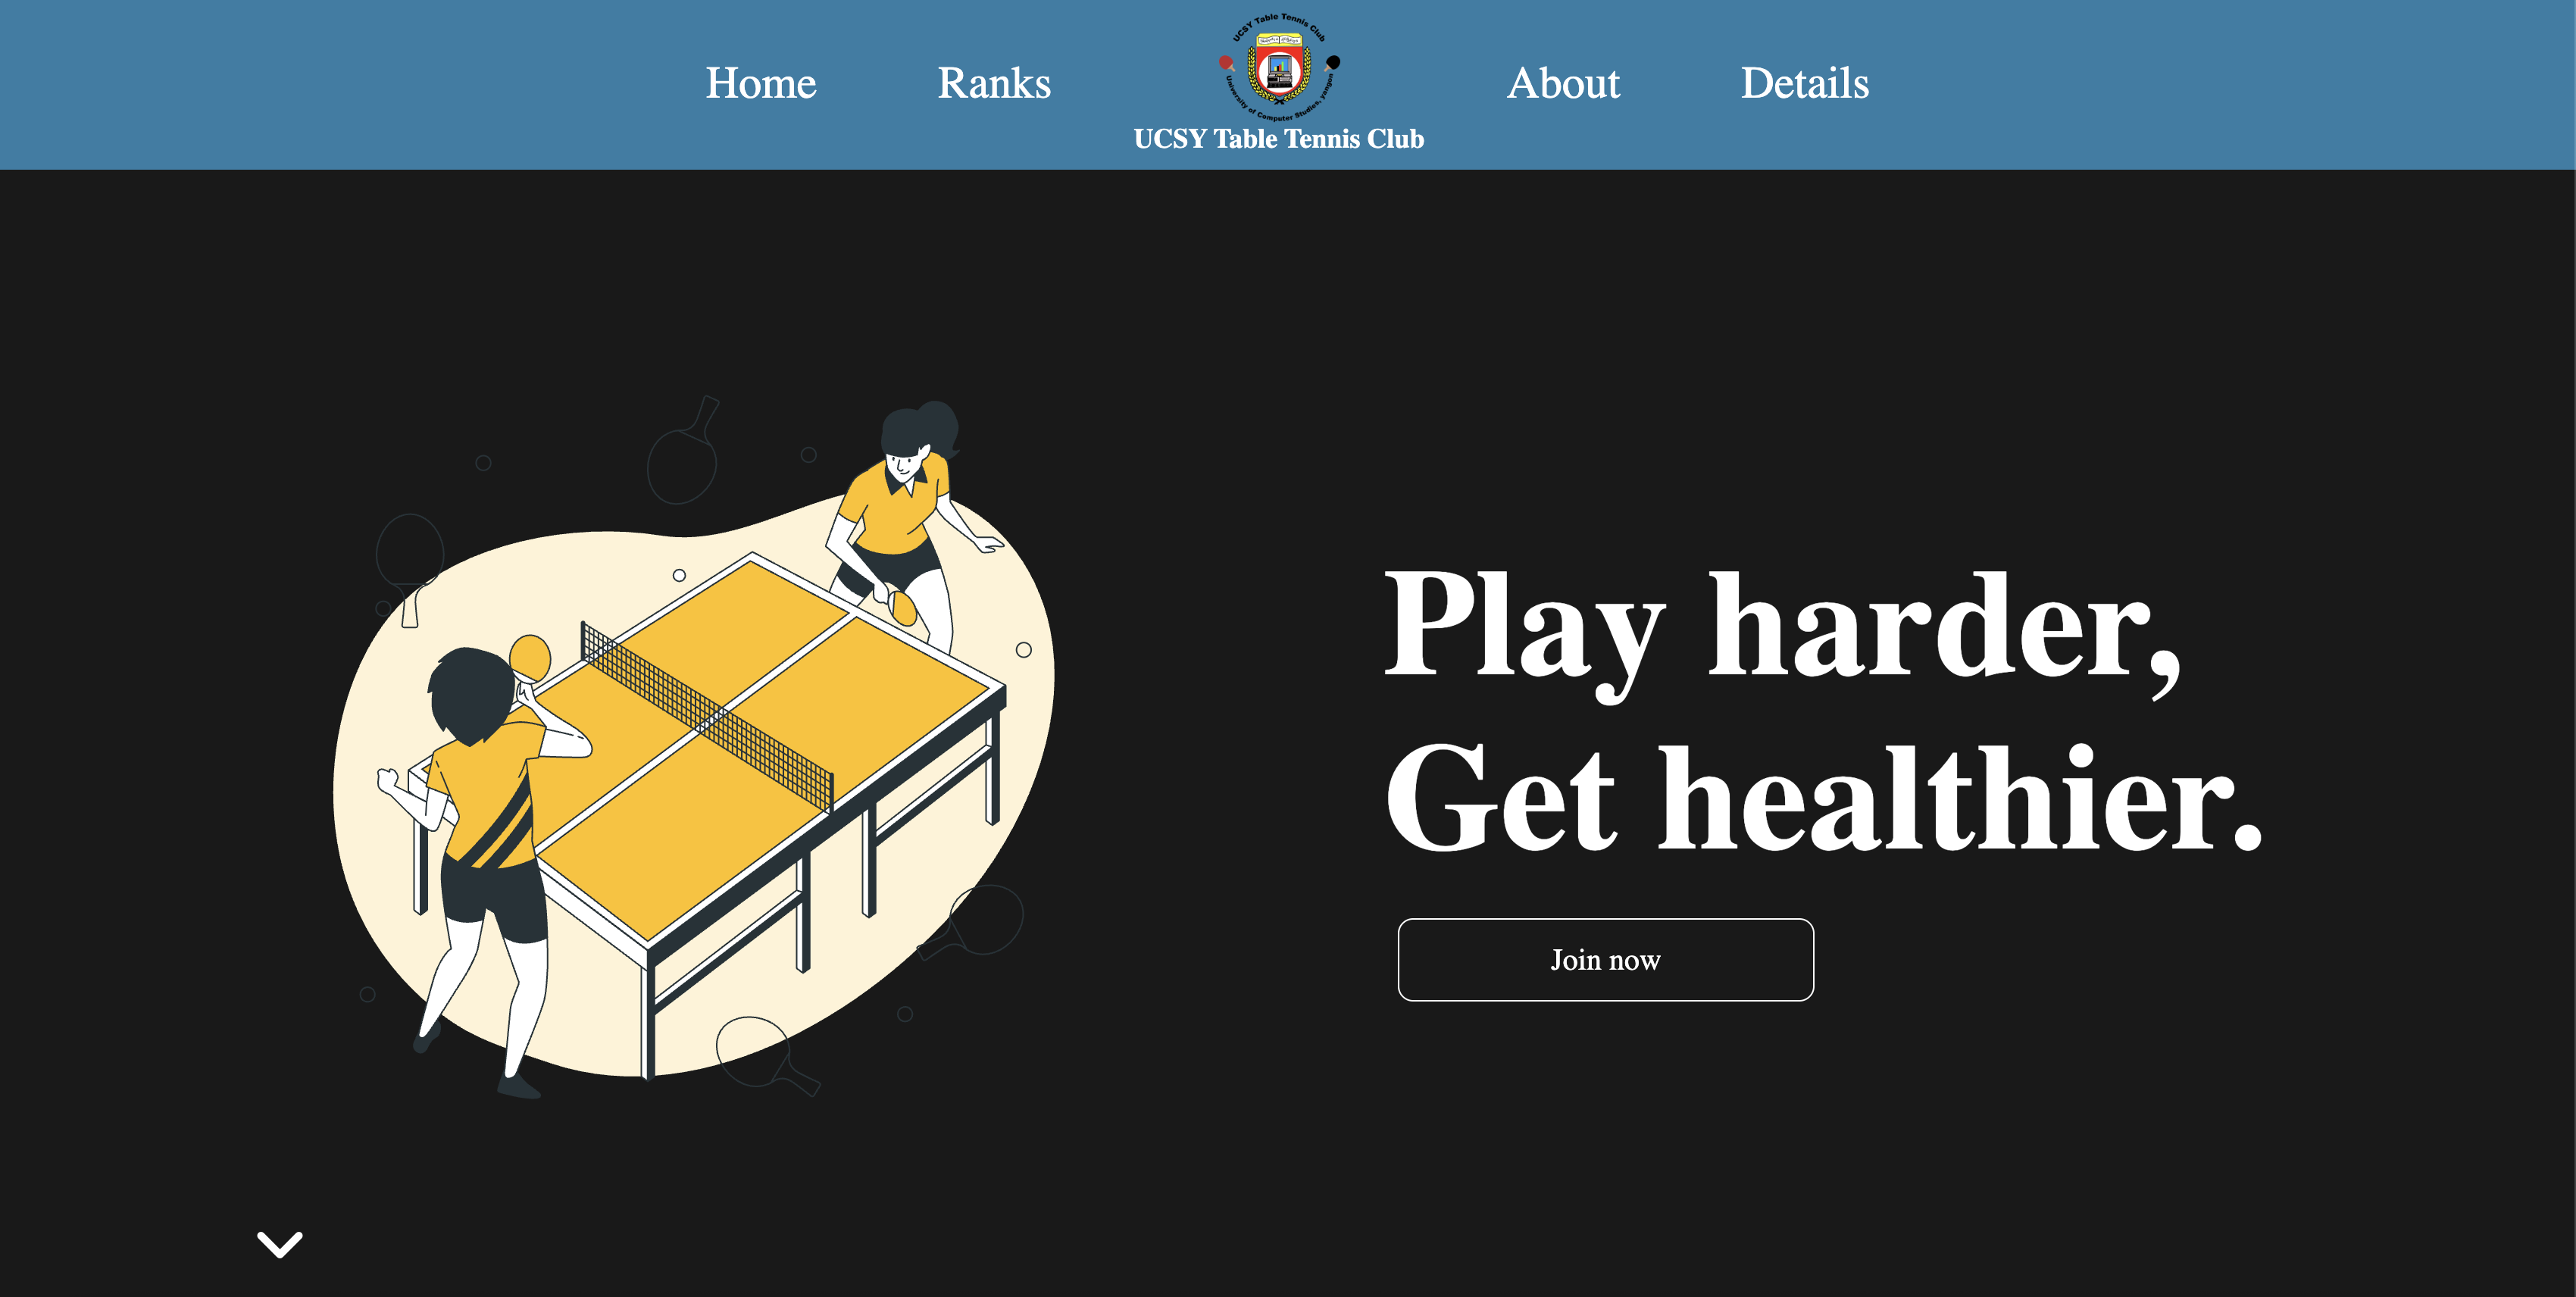 Home
Ranks
UCSY Table Tennis Club
University of Computer Studies, yangon
UCSY Table Tennis Club
About
Details
Play harder,
Get healthier.
Join now